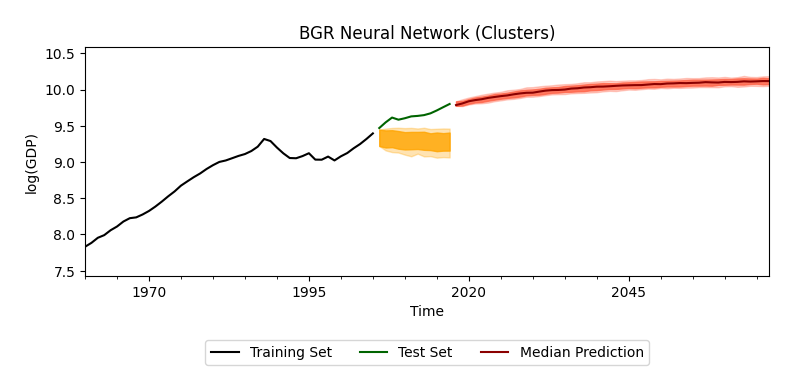 BGR Neural Network (Clusters)
10.5
10.0
9.5
9.0
8.5
8.0
7.5
log(GDP)
1970 1995 2020 2045
Time
Training Set Test Set Median Prediction